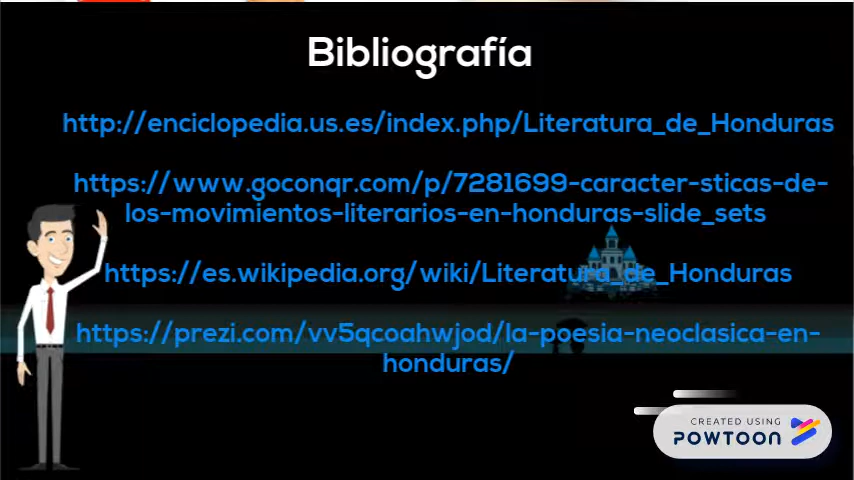 Bibliografía
http://enciclopedia.us.es/index.php/Literatura_de_Honduras
https://www.goconqr.com/p/7281699-caracter-sticas-de-
los-movimientos-literarios-en-honduras-slide_sets
https://es.wikipedia.org/wiki/Literatura_de_Honduras
https://prezi.com/vv5qcoahwjod/la-poesia-neoclasica-en-
honduras/
CREATED USING
POWTOON